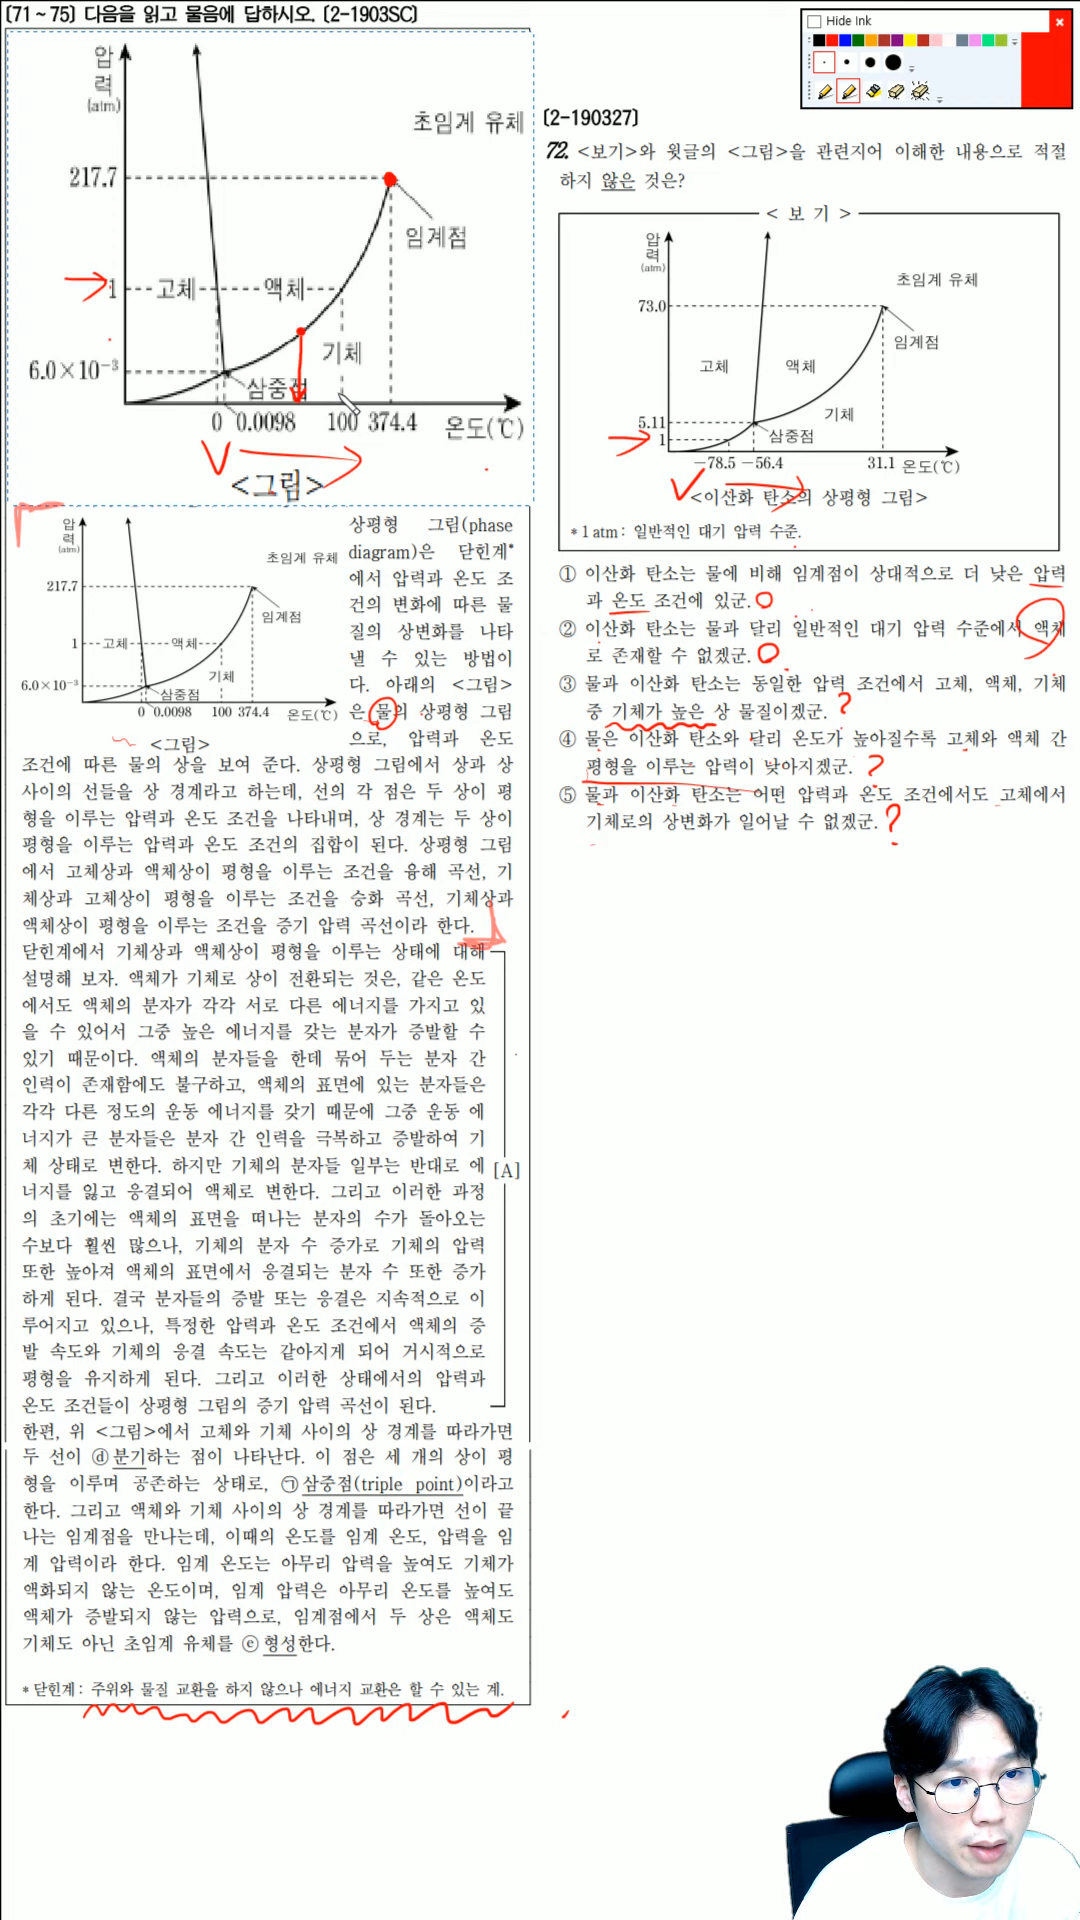 [71 ~ 75] 다음을 읽고 물음에 답하시오. [2-1903SC]
압력
(atm)
초임계 유체
217.7
임계점
1
고체
액체
기체
6.0×10⁻³
삼중점
0 0.0098 100 374.4 온도(℃)
<그림>
압력
(atm)
초임계 유체
217.7
임계점
1
고체
액체
기체
6.0×10⁻³
삼중점
0 0.0098 100 374.4 온도(℃)
<그림>
상평형 그림(phase
diagram)은 닫힌계*
에서 압력과 온도 조
건의 변화에 따른 물
질의 상변화를 나타
낼 수 있는 방법이
다. 아래의 <그림>
은 물의 상평형 그림
으로, 압력과 온도
조건에 따른 물의 상을 보여 준다. 상평형 그림에서 상과 상
사이의 선들을 상 경계라고 하는데, 선의 각 점은 두 상이 평
형을 이루는 압력과 온도 조건을 나타내며, 상 경계는 두 상이
평형을 이루는 압력과 온도 조건의 집합이 된다. 상평형 그림
에서 고체상과 액체상이 평형을 이루는 조건을 융해 곡선, 기
체상과 고체상이 평형을 이루는 조건을 승화 곡선, 기체상과
액체상이 평형을 이루는 조건을 증기 압력 곡선이라 한다.
닫힌계에서 기체상과 액체상이 평형을 이루는 상태에 대해
설명해 보자. 액체가 기체로 상이 전환되는 것은, 같은 온도
에서도 액체의 분자가 각각 서로 다른 에너지를 가지고 있
을 수 있어서 그중 높은 에너지를 갖는 분자가 증발할 수
있기 때문이다. 액체의 분자들을 한데 묶어 두는 분자 간
인력이 존재함에도 불구하고, 액체의 표면에 있는 분자들은
각각 다른 정도의 운동 에너지를 갖기 때문에 그중 운동 에
너지가 큰 분자들은 분자 간 인력을 극복하고 증발하여 기
체 상태로 변한다. 하지만 기체의 분자들 일부는 반대로 에
너지를 잃고 응결되어 액체로 변한다. 그리고 이러한 과정
의 초기에는 액체의 표면을 떠나는 분자의 수가 돌아오는
수보다 훨씬 많으나, 기체의 분자 수 증가로 기체의 압력
또한 높아져 액체의 표면에서 응결되는 분자 수 또한 증가
하게 된다. 결국 분자들의 증발 또는 응결은 지속적으로 이
루어지고 있으나, 특정한 압력과 온도 조건에서 액체의 증
발 속도와 기체의 응결 속도는 같아지게 되어 거시적으로
평형을 유지하게 된다. 그리고 이러한 상태에서의 압력과
온도 조건들이 상평형 그림의 증기 압력 곡선이 된다.
[A]
한편, 위 <그림>에서 고체와 기체 사이의 상 경계를 따라가면
두 선이 ⓓ분기하는 점이 나타난다. 이 점은 세 개의 상이 평
형을 이루며 공존하는 상태로, ㉠삼중점(triple point)이라고
한다. 그리고 액체와 기체 사이의 상 경계를 따라가면 선이 끝
나는 임계점을 만나는데, 이때의 온도를 임계 온도, 압력을 임
계 압력이라 한다. 임계 온도는 아무리 압력을 높여도 기체가
액화되지 않는 온도이며, 임계 압력은 아무리 온도를 높여도
액체가 증발되지 않는 압력으로, 임계점에서 두 상은 액체도
기체도 아닌 초임계 유체를 ⓔ형성한다.
* 닫힌계: 주위와 물질 교환을 하지 않으나 에너지 교환은 할 수 있는 계.
Hide Ink
[2-190327]
72. <보기>와 윗글의 <그림>을 관련지어 이해한 내용으로 적절
하지 않은 것은?
< 보 기 >
압력
(atm)
초임계 유체
73.0
임계점
고체
액체
기체
5.11
삼중점
1
-78.5 -56.4 31.1 온도(℃)
<이산화 탄소의 상평형 그림>
* 1 atm: 일반적인 대기 압력 수준.
① 이산화 탄소는 물에 비해 임계점이 상대적으로 더 낮은 압력
과 온도 조건에 있군. O
② 이산화 탄소는 물과 달리 일반적인 대기 압력 수준에서 액체
로 존재할 수 없겠군. O
③ 물과 이산화 탄소는 동일한 압력 조건에서 고체, 액체, 기체
중 기체가 높은 상 물질이겠군. ?
④ 물은 이산화 탄소와 달리 온도가 높아질수록 고체와 액체 간
평형을 이루는 압력이 낮아지겠군. ?
⑤ 물과 이산화 탄소는 어떤 압력과 온도 조건에서도 고체에서
기체로의 상변화가 일어날 수 없겠군. ?